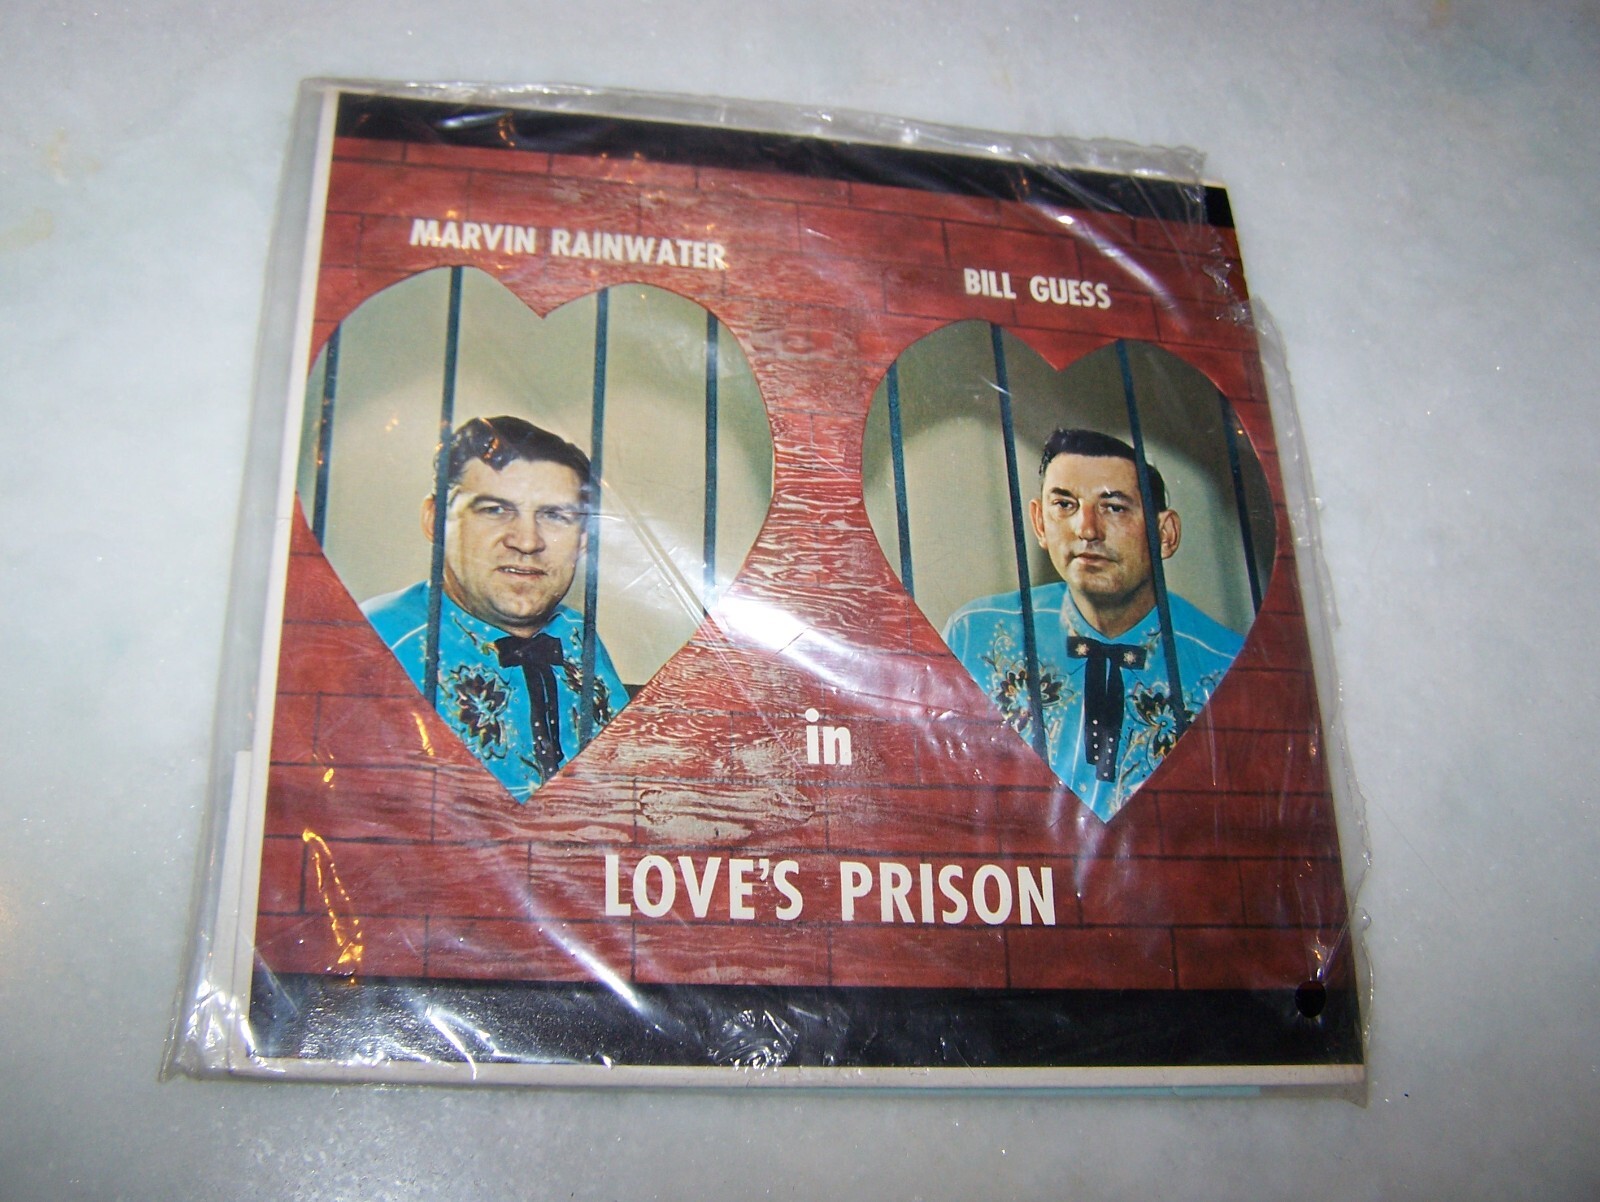 MARVIN RAINWATER
BILL GUESS
in
LOVE'S PRISON